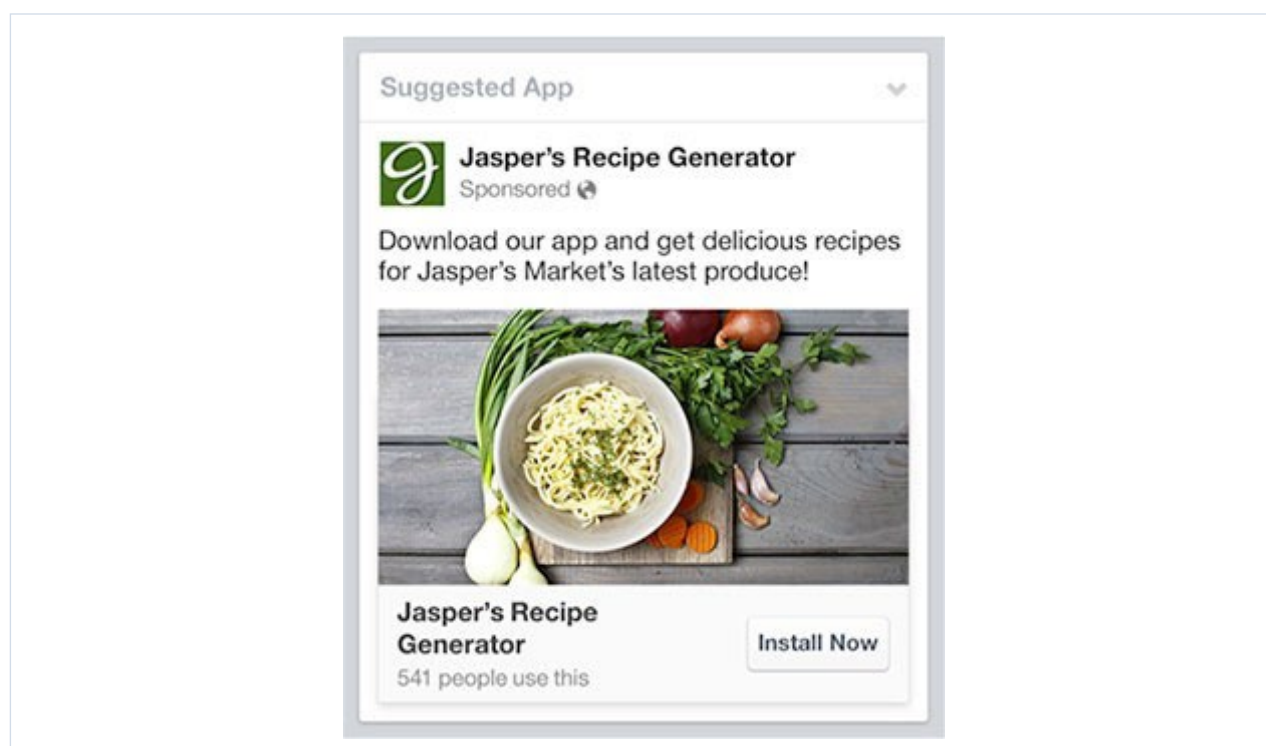 Suggested App
Jasper’s Recipe Generator
Sponsored
Download our app and get delicious recipes
for Jasper’s Market’s latest produce!
Jasper’s Recipe
Generator
541 people use this
Install Now